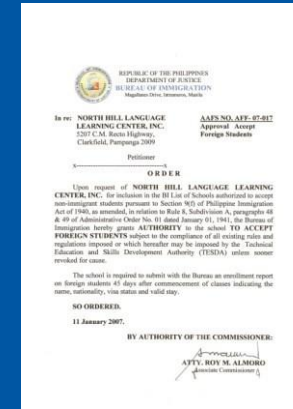 REPUBLIC OF THE PHILIPPINES
DEPARTMENT OF JUSTICE
BUREAU OF IMMIGRATION
Magallanes Drive, Intramuros, Manila
In re: NORTH HILL LANGUAGE
LEARNING CENTER, INC.
5207 C.M. Recto Highway,
Clarkfield, Pampanga 2009
Petitioner
x-----------------------------x
AAFS NO. AFF- 07-017
Approval Accept
Foreign Students
O R D E R
Upon request of NORTH HILL LANGUAGE LEARNING
CENTER, INC. for inclusion in the BI List of Schools authorized to accept
non-immigrant students pursuant to Section 9(f) of Philippine Immigration
Act of 1940, as amended, in relation to Rule 8, Subdivision A, paragraphs 48
& 49 of Administrative Order No. 01 dated January 01, 1941, the Bureau of
Immigration hereby grants AUTHORITY to the school TO ACCEPT
FOREIGN STUDENTS subject to the compliance of all existing rules and
regulations imposed or which hereafter may be imposed by the Technical
Education and Skills Development Authority (TESDA) unless sooner
revoked for cause.
The school is required to submit with the Bureau an enrollment report
on foreign students 45 days after commencement of classes indicating the
name, nationality, visa status and valid stay.
SO ORDERED.
11 January 2007.
BY AUTHORITY OF THE COMMISSIONER:
ATTY. ROY M. ALMORO
Associate Commissioner